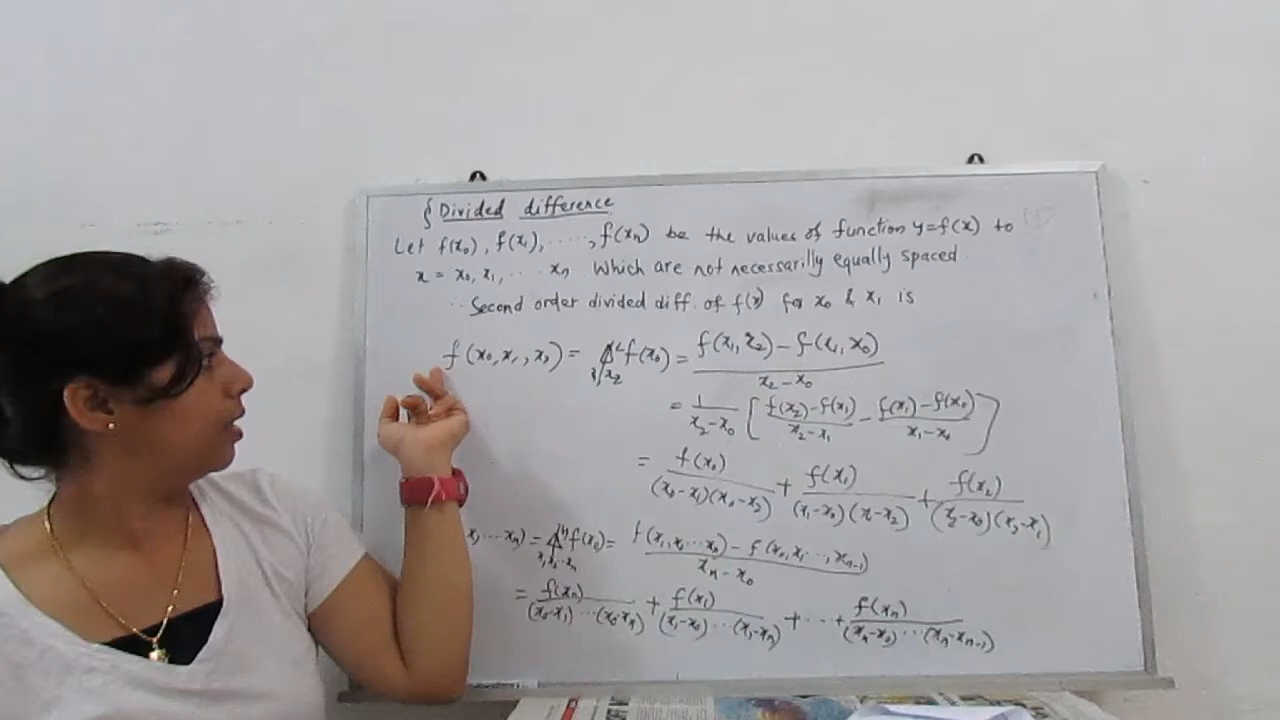 § Divided difference
Let f(x₀), f(x₁), ....., f(xₙ) be the values of function y=f(x) to
x = x₀, x₁, ... xₙ which are not necessarilly equally spaced.
∴ Second order divided diff. of f(x) for x₀ & x₁ is
f(x₀, x₁, x₂) = ⍋² f(x₀) = f(x₁, x₂) - f(x₁, x₀) / x₂ - x₀
x₁, x₂
= 1 / x₂ - x₀ [ f(x₂) - f(x₁) / x₂ - x₁ - f(x₁) - f(x₀) / x₁ - x₀ ]
= f(x₀) / (x₀-x₁)(x₀-x₂) + f(x₁) / (x₁-x₀)(x₁-x₂) + f(x₂) / (x₂-x₀)(x₂-x₁)
x₁ ... xₙ) = ⍋ⁿ f(x₀) = / xₙ - x₀
x₁, x₂ ... xₙ
= / (x₀-x₁) ... (x₀-xₙ) + f(x₁) / (x₁-x₀) ... (x₁-xₙ) + ... + f(xₙ) / (xₙ-x₀) ... (xₙ-xₙ₋₁)